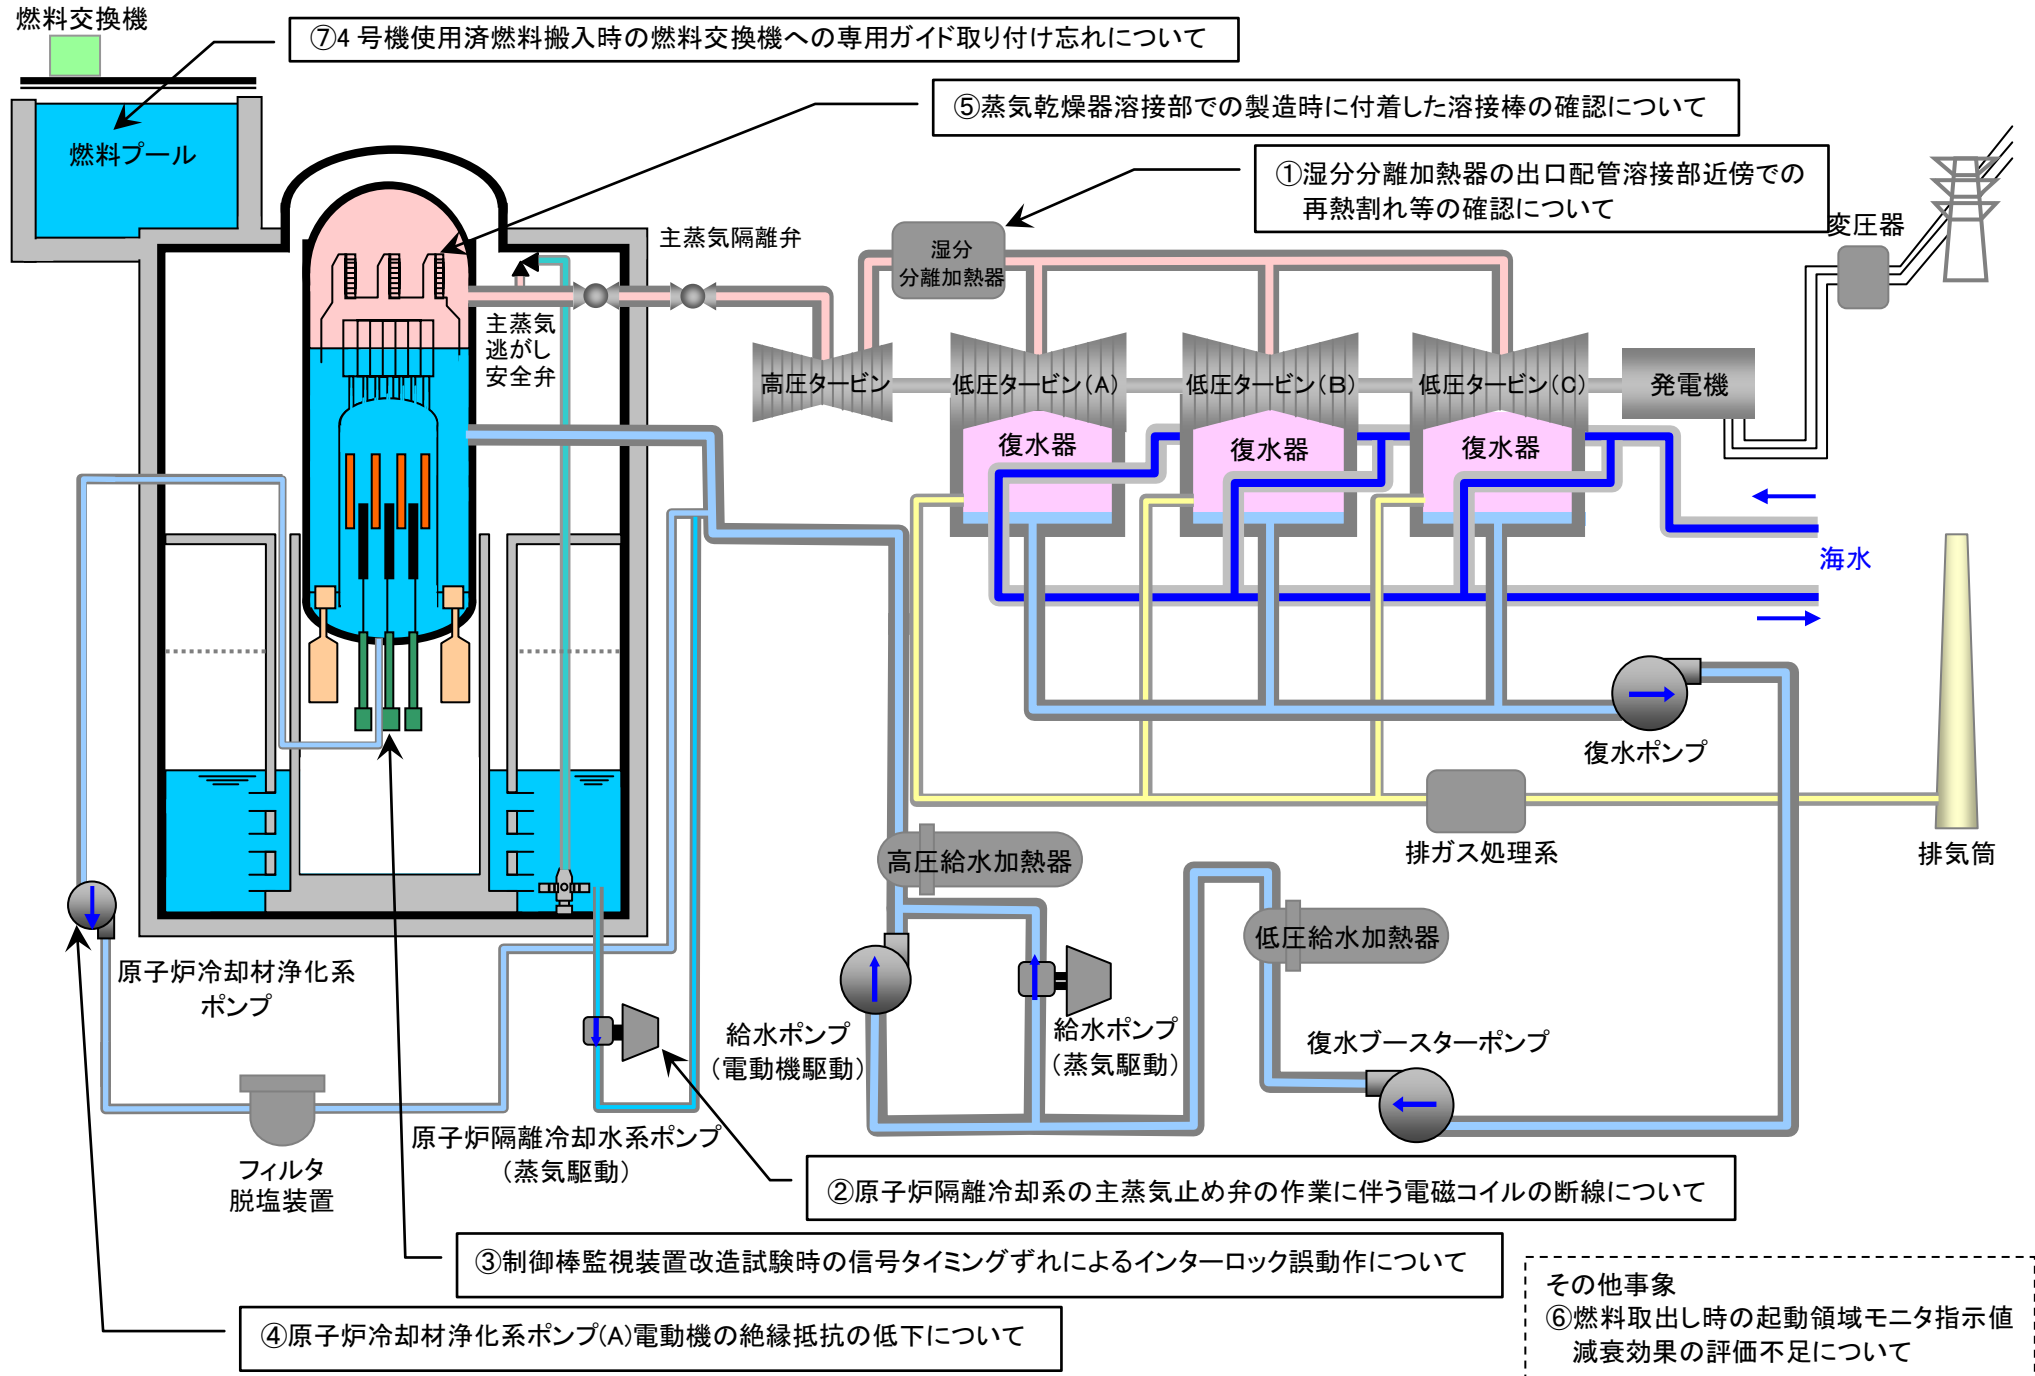 燃料交換機
⑦4号機使用済燃料搬入時の燃料交換機への専用ガイド取り付け忘れについて
⑤蒸気乾燥器溶接部での製造時に付着した溶接棒の確認について
燃料プール
①湿分分離加熱器の出口配管溶接部近傍での
再熱割れ等の確認について
変圧器
主蒸気隔離弁
湿分
分離加熱器
主蒸気
逃がし
安全弁
高圧タービン
低圧タービン(A)
低圧タービン(B)
低圧タービン(C)
発電機
復水器
復水器
復水器
海水
復水ポンプ
排ガス処理系
排気筒
高圧給水加熱器
低圧給水加熱器
原子炉冷却材浄化系
ポンプ
給水ポンプ
(電動機駆動)
給水ポンプ
(蒸気駆動)
復水ブースターポンプ
原子炉隔離冷却水系ポンプ
(蒸気駆動)
フィルタ
脱塩装置
②原子炉隔離冷却系の主蒸気止め弁の作業に伴う電磁コイルの断線について
③制御棒監視装置改造試験時の信号タイミングずれによるインターロック誤動作について
④原子炉冷却材浄化系ポンプ(A)電動機の絶縁抵抗の低下について
その他事象
⑥燃料取出し時の起動領域モニタ指示値
減衰効果の評価不足について